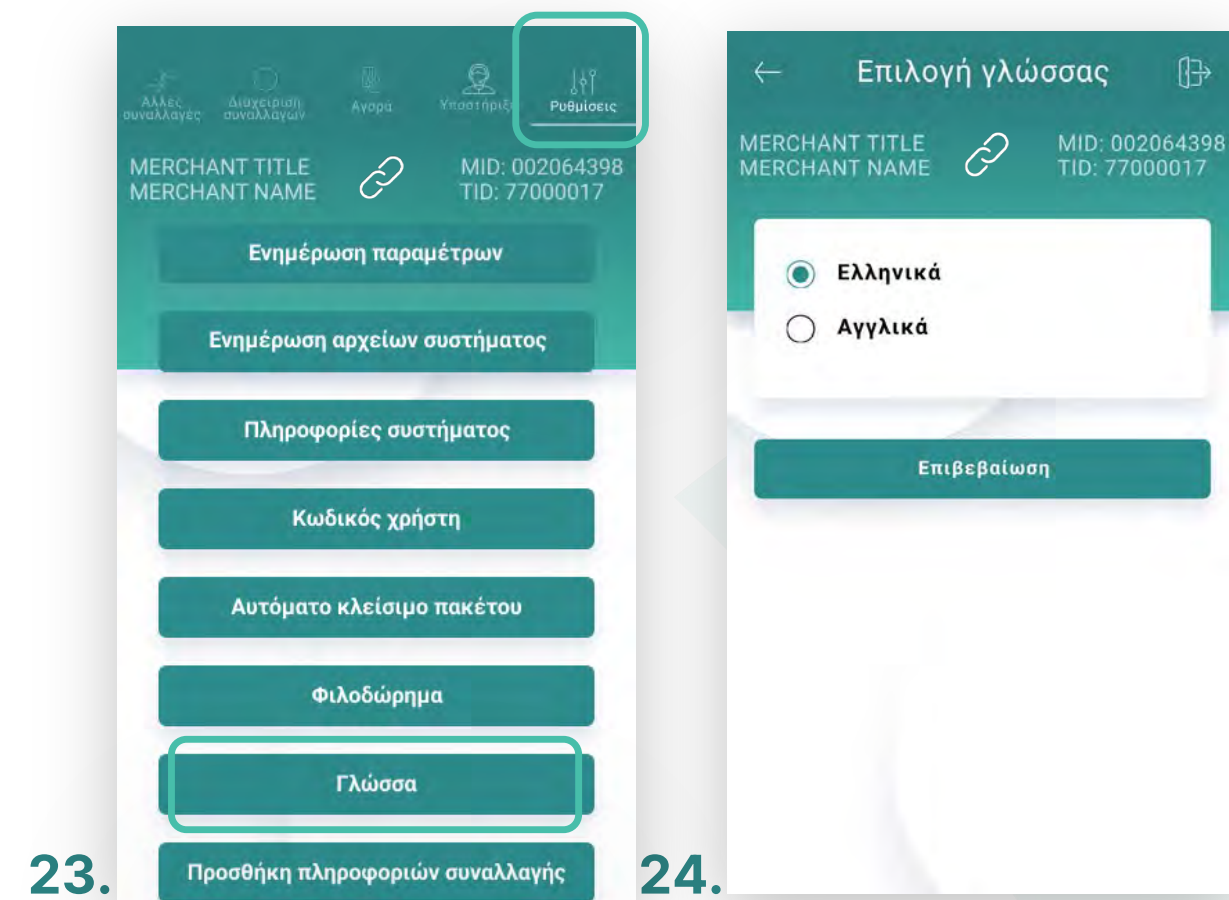 Άλλες συναλλαγές
Διαχείριση συναλλαγών
Αγορά
Υποστήριξη
Ρυθμίσεις
MERCHANT TITLE
MERCHANT NAME
MID: 002064398
TID: 77000017
Ενημέρωση παραμέτρων
Ενημέρωση αρχείων συστήματος
Πληροφορίες συστήματος
Κωδικός χρήστη
Αυτόματο κλείσιμο πακέτου
Φιλοδώρημα
Γλώσσα
Προσθήκη πληροφοριών συναλλαγής
23.
Επιλογή γλώσσας
MERCHANT TITLE
MERCHANT NAME
MID: 002064398
TID: 77000017
Ελληνικά
Αγγλικά
Επιβεβαίωση
24.